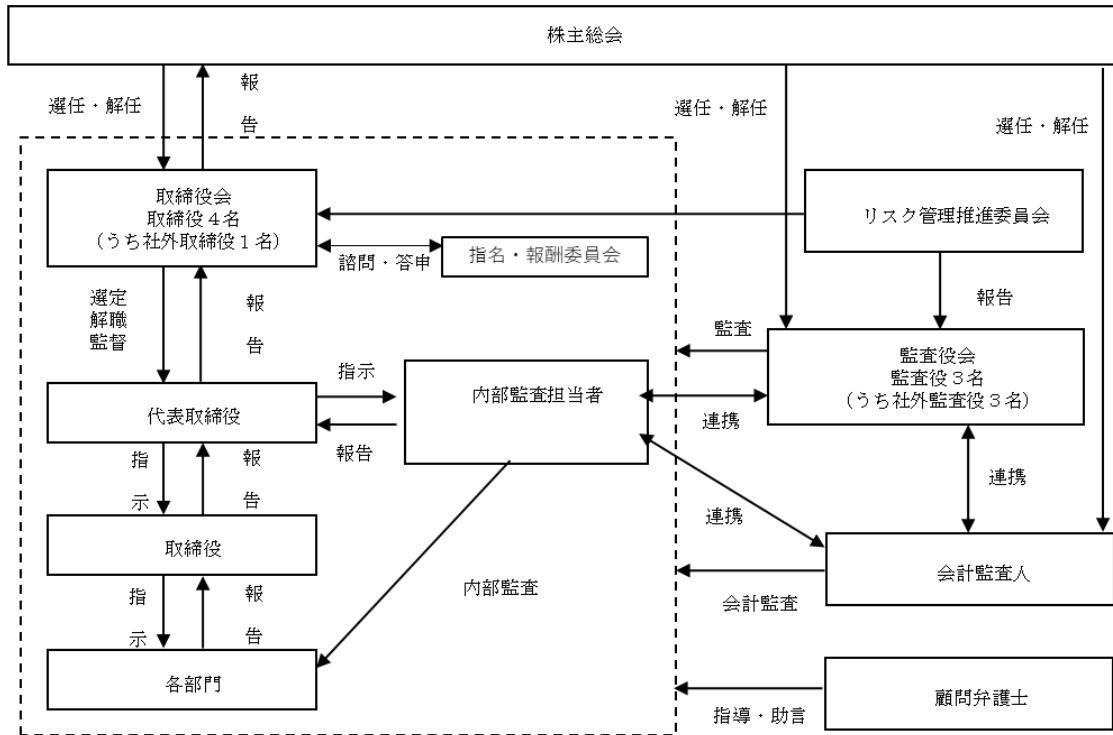 株主総会
選任・解任
報
告
選任・解任
選任・解任
取締役会
取締役４名
(うち社外取締役１名)
リスク管理推進委員会
諮問・答申
指名・報酬委員会
選定
解職
監督
報
告
報告
監査
監査役会
監査役３名
(うち社外監査役３名)
指示
内部監査担当者
代表取締役
報告
連携
指
示
報
告
連携
連携
取締役
会計監査人
指
示
報
告
内部監査
会計監査
各部門
顧問弁護士
指導・助言